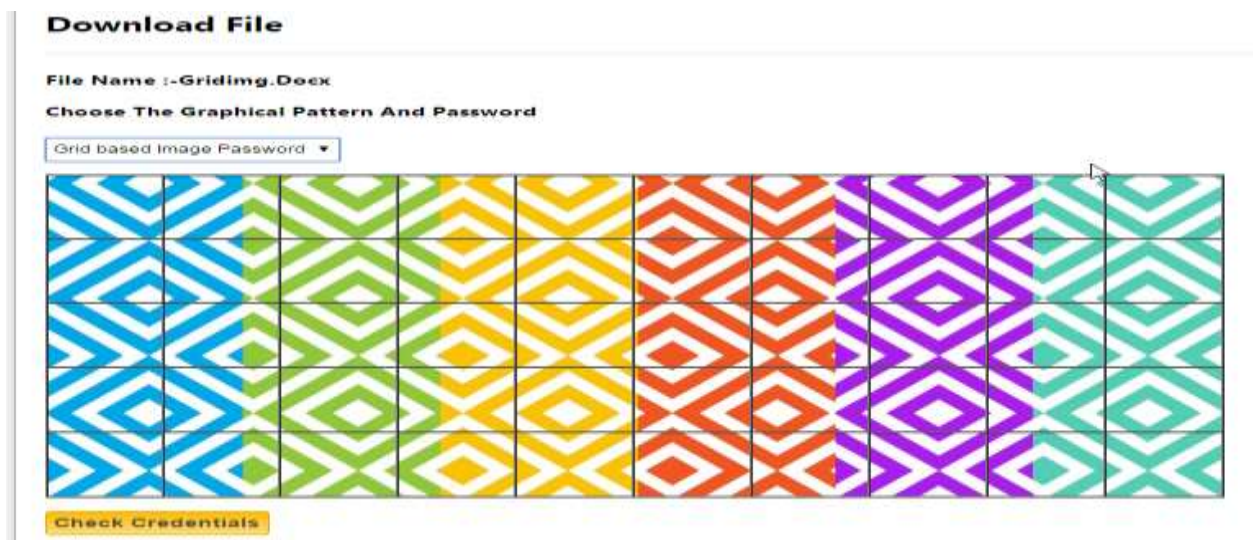 Download File
File Name :-Gridimg.Docx
Choose The Graphical Pattern And Password
Grid based Image Password
Check Credentials